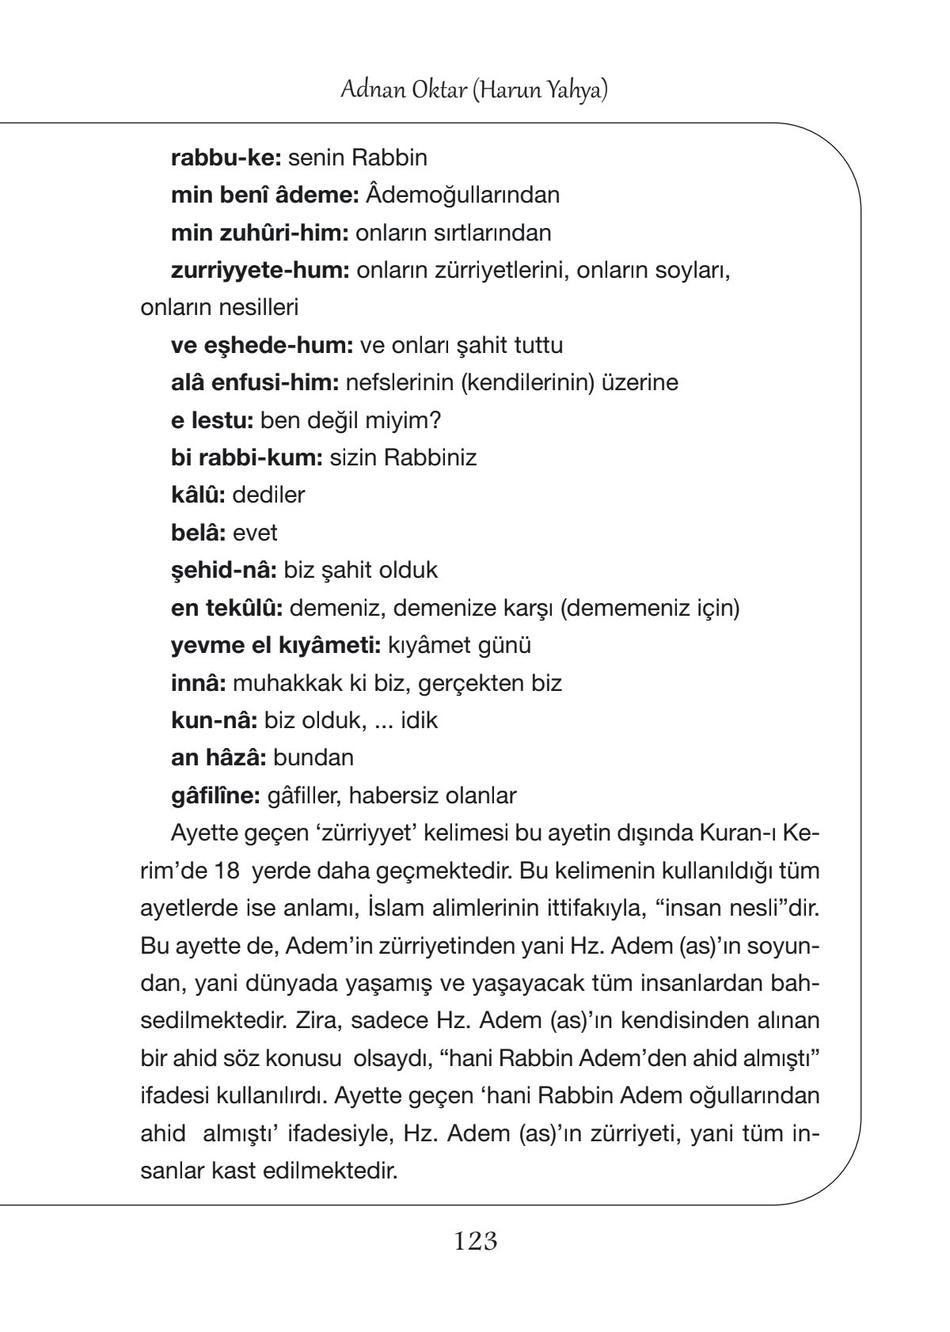 Adnan Oktar (Harun Yahya)
rabbu-ke: senin Rabbin
min benî âdeme: Âdemoğullarından
min zuhûri-him: onların sırtlarından
zurriyyete-hum: onların zürriyetlerini, onların soyları,
onların nesilleri
ve eşhede-hum: ve onları şahit tuttu
alâ enfusi-him: nefslerinin (kendilerinin) üzerine
e lestu: ben değil miyim?
bi rabbi-kum: sizin Rabbiniz
kâlû: dediler
belâ: evet
şehid-nâ: biz şahit olduk
en tekûlû: demeniz, demenize karşı (dememeniz için)
yevme el kıyâmeti: kıyâmet günü
innâ: muhakkak ki biz, gerçekten biz
kun-nâ: biz olduk, ... idik
an hâzâ: bundan
gâfilîne: gâfiller, habersiz olanlar
Ayette geçen ‘zürriyyet’ kelimesi bu ayetin dışında Kuran-ı Ke-
rim’de 18 yerde daha geçmektedir. Bu kelimenin kullanıldığı tüm
ayetlerde ise anlamı, İslam alimlerinin ittifakıyla, “insan nesli”dir.
Bu ayette de, Adem’in zürriyetinden yani Hz. Adem (as)’ın soyun-
dan, yani dünyada yaşamış ve yaşayacak tüm insanlardan bah-
sedilmektedir. Zira, sadece Hz. Adem (as)’ın kendisinden alınan
bir ahid söz konusu olsaydı, “hani Rabbin Adem’den ahid almıştı”
ifadesi kullanılırdı. Ayette geçen ‘hani Rabbin Adem oğullarından
ahid almıştı’ ifadesiyle, Hz. Adem (as)’ın zürriyeti, yani tüm in-
sanlar kast edilmektedir.
123